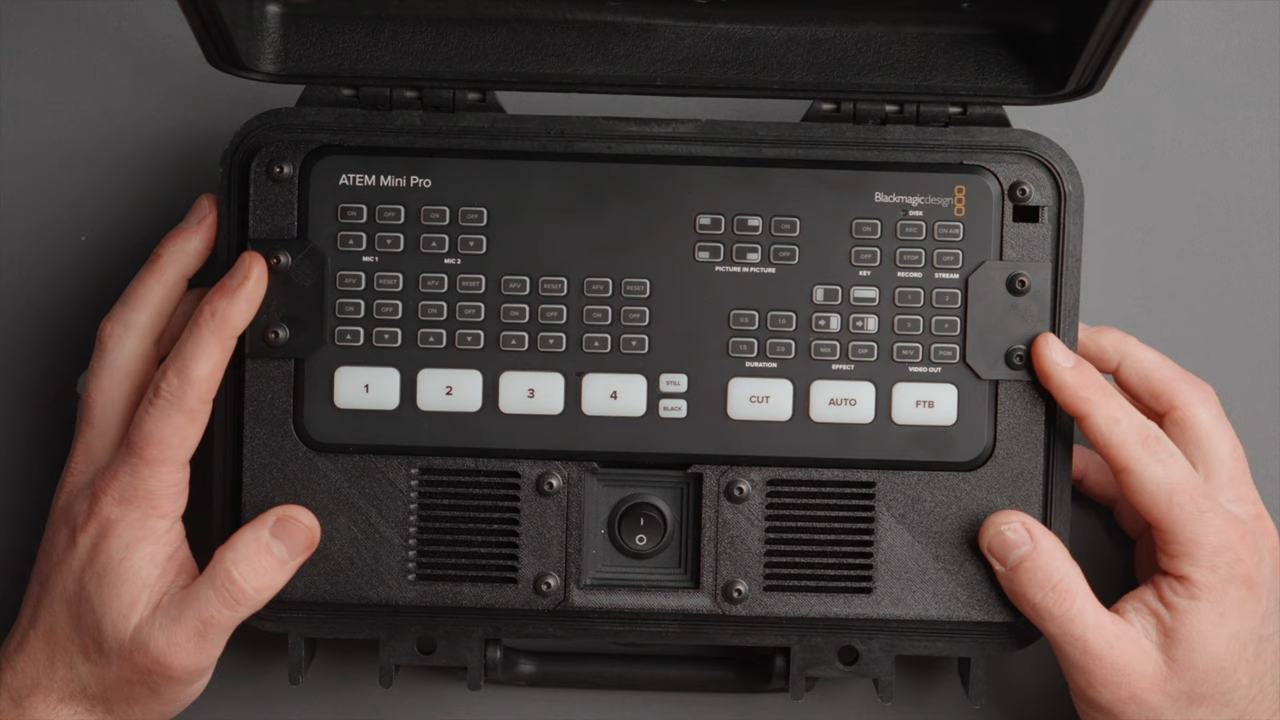 ATEM Mini Pro
Blackmagicdesign
DISK
ON OFF ON OFF ON ON REC ON AIR
OFF OFF STOP OFF
MIC 1 MIC 2 PICTURE IN PICTURE KEY RECORD STREAM
AFV RESET AFV RESET AFV RESET AFV RESET 1 2
ON OFF ON OFF ON OFF ON OFF 0.5 1.0 3 4
1.5 2.0 MIX DIP M/V PGM
DURATION EFFECT VIDEO OUT
1 2 3 4 STILL CUT AUTO FTB
BLACK
I
O